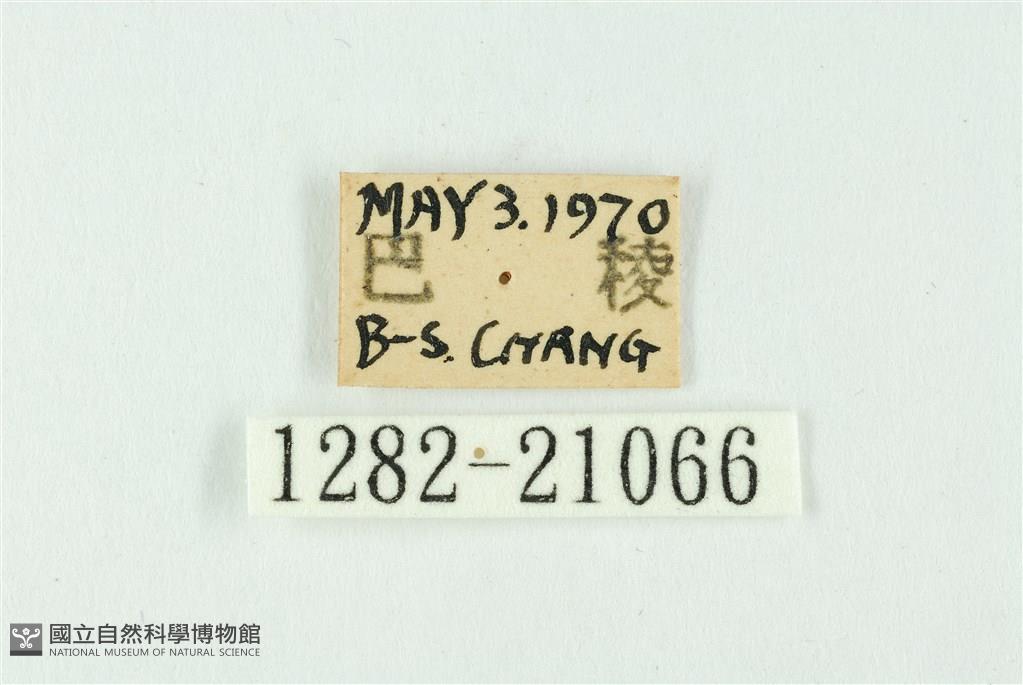 MAY 3. 1970
巴 稜
B-S. CHANG
1282-21066
國立自然科學博物館
NATIONAL MUSEUM OF NATURAL SCIENCE